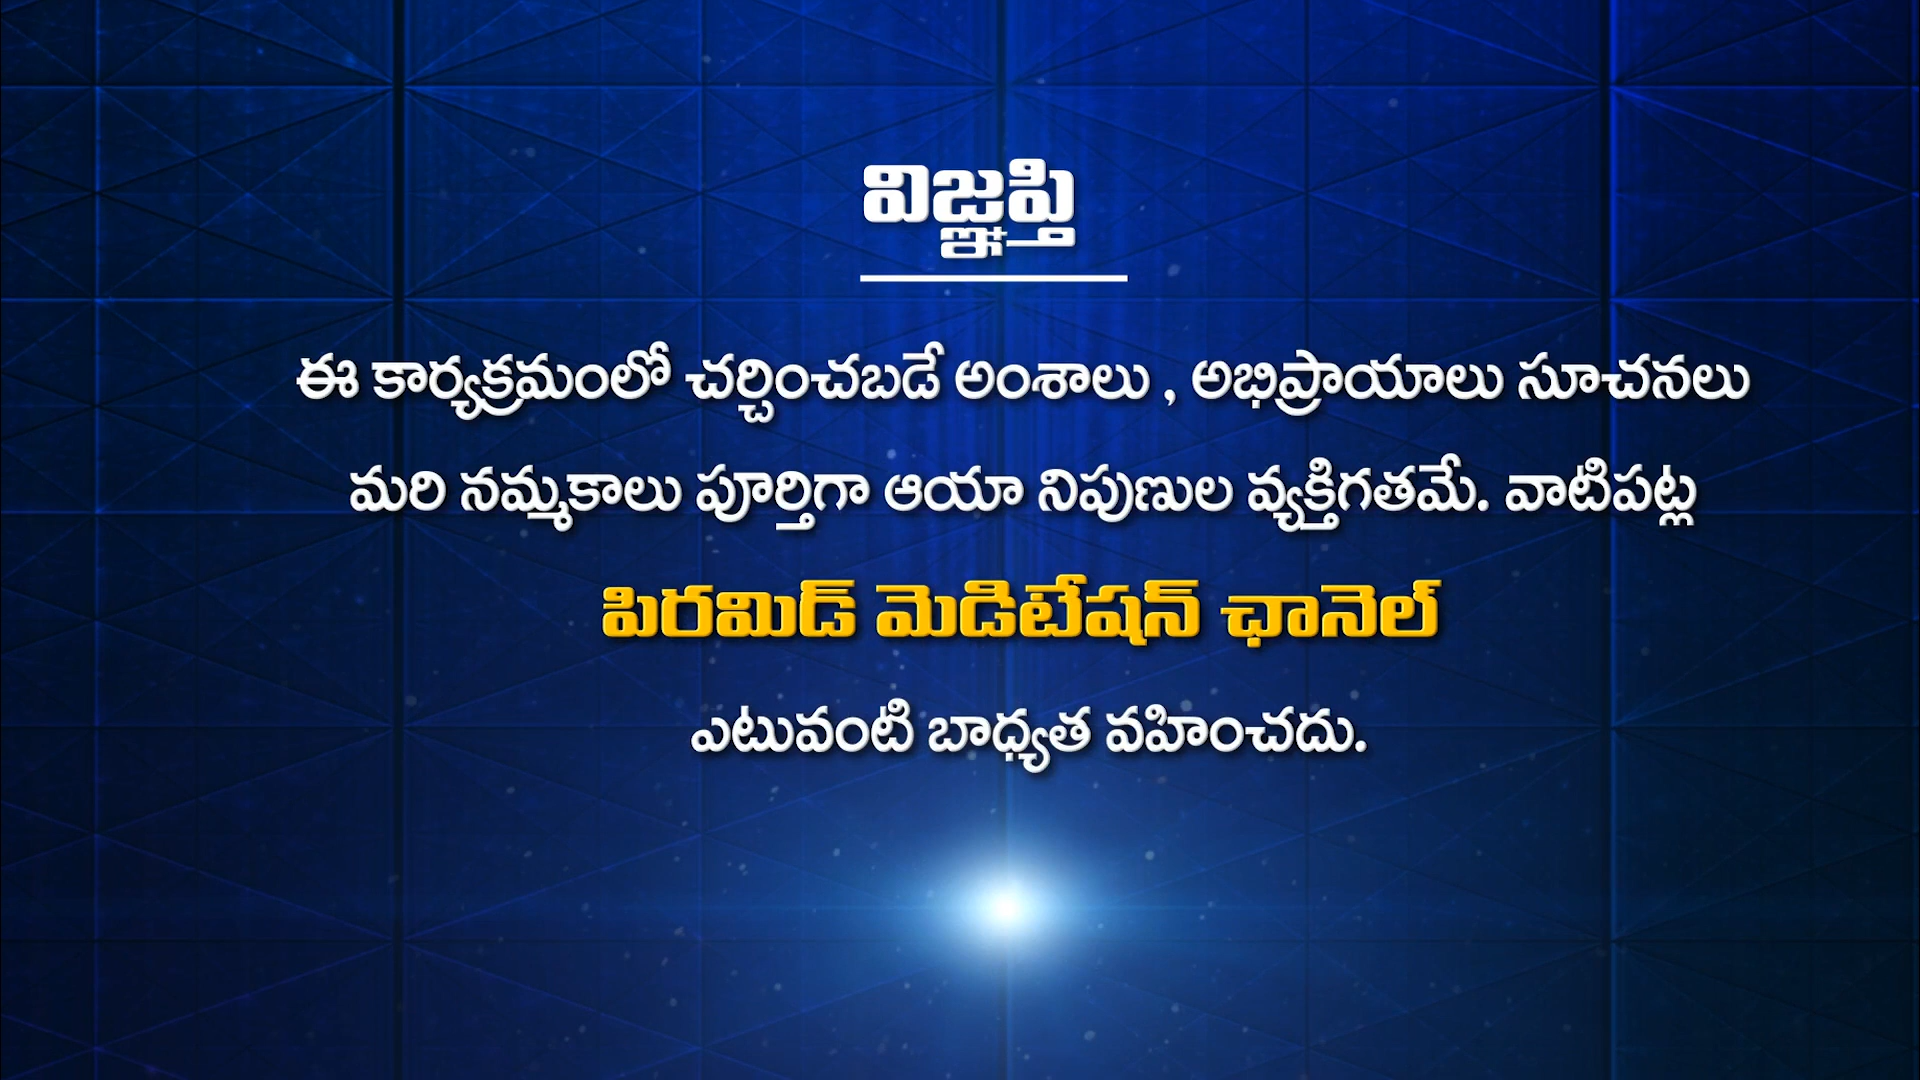 విజ్ఞప్తి
ఈ కార్యక్రమంలో చర్చించబడే అంశాలు , అభిప్రాయాలు సూచనలు
మరి నమ్మకాలు పూర్తిగా ఆయా నిపుణుల వ్యక్తిగతమే. వాటిపట్ల
పిరమిడ్ మెడిటేషన్ ఛానెల్
ఎటువంటి బాధ్యత వహించదు.